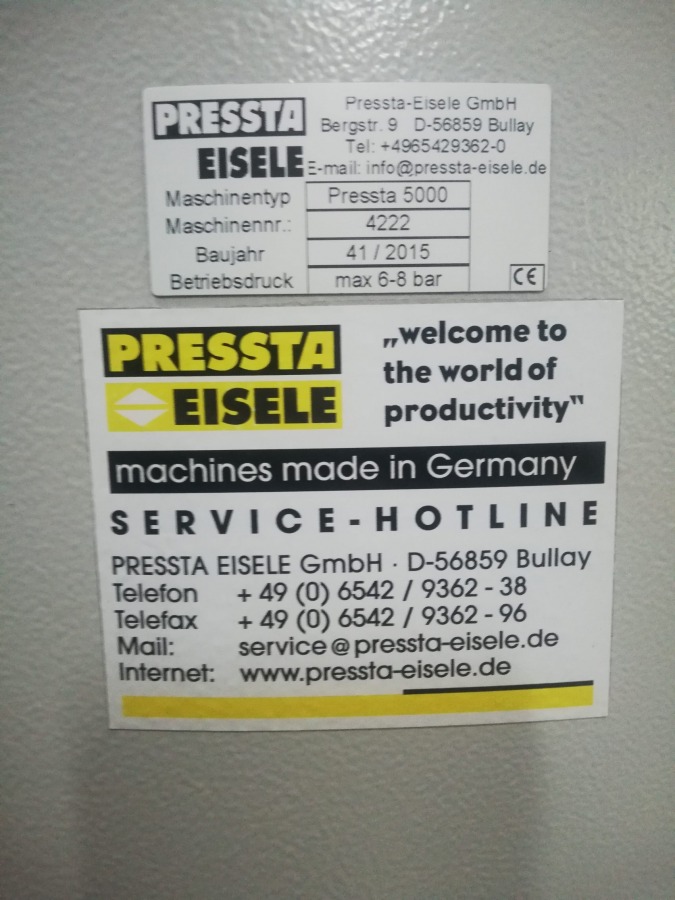 PRESSTA
EISELE
Pressta-Eisele GmbH
Bergstr. 9 D-56859 Bullay
Tel: +4965429362-0
E-mail: info@pressta-eisele.de
Maschinentyp Pressta 5000
Maschinennr.: 4222
Baujahr 41 / 2015
Betriebsdruck max 6-8 bar
CE
PRESSTA
EISELE
„welcome to
the world of
productivity“
machines made in Germany
SERVICE-HOTLINE
PRESSTA EISELE GmbH · D-56859 Bullay
Telefon + 49 (0) 6542 / 9362 - 38
Telefax + 49 (0) 6542 / 9362 - 96
Mail: service@pressta-eisele.de
Internet: www.pressta-eisele.de